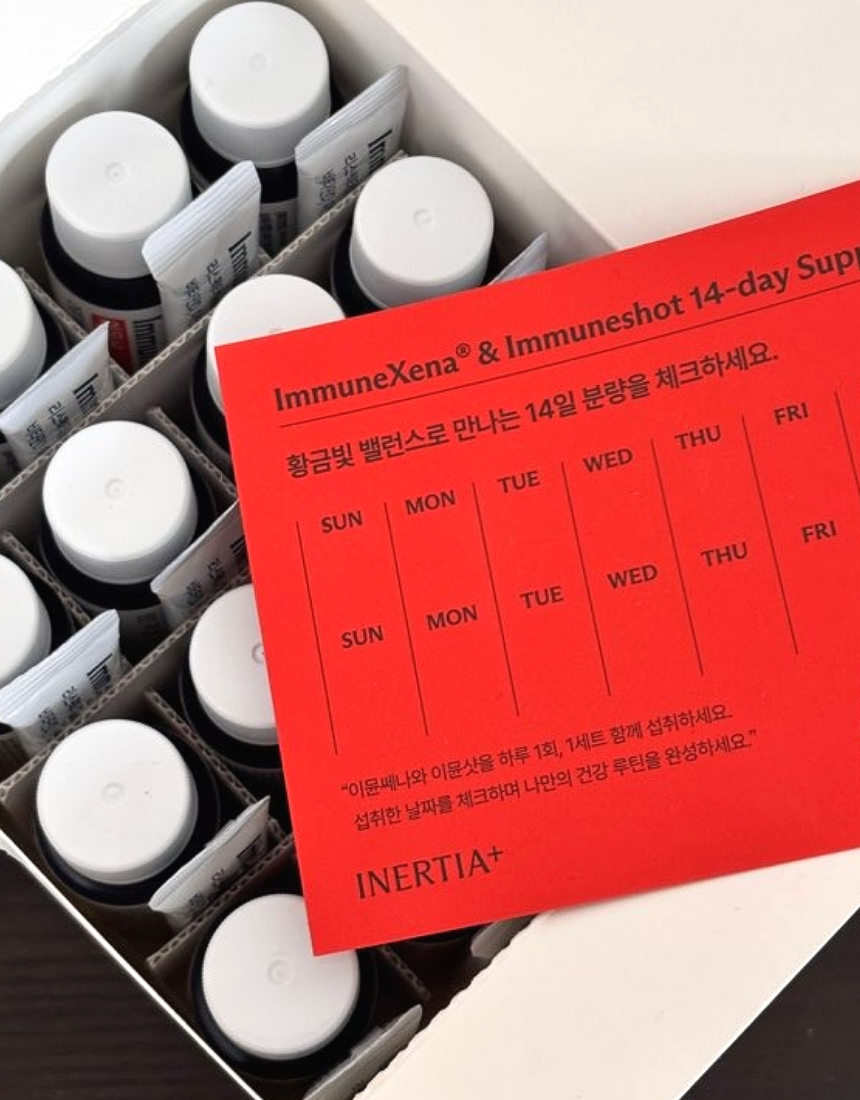 ImmuneXena® & Immuneshot 14-day Supp
황금빛 밸런스로 만나는 14일 분량을 체크하세요.
SUN MON TUE WED THU FRI
SUN MON TUE WED THU FRI
“이뮨쎄나와 이뮨샷을 하루 1회, 1세트 함께 섭취하세요.
섭취한 날짜를 체크하며 나만의 건강 루틴을 완성하세요.”
INERTIA+
Imm
Imm
Imm
Imm